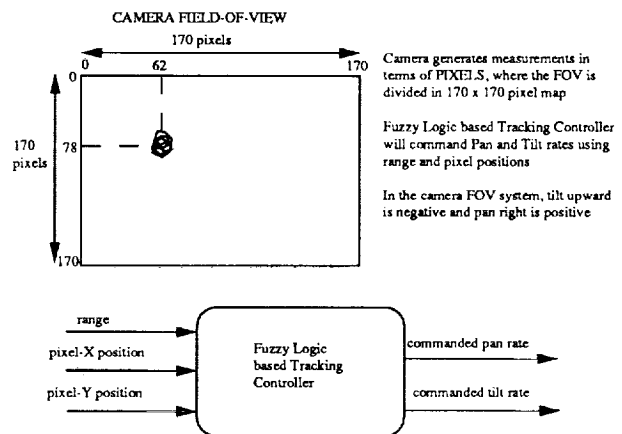 CAMERA FIELD-OF-VIEW
170 pixels
0 62 170
0
78
170
pixels
170
Camera generates measurements in
terms of PIXELS, where the FOV is
divided in 170 x 170 pixel map
Fuzzy Logic based Tracking Controller
will command Pan and Tilt rates using
range and pixel positions
In the camera FOV system, tilt upward
is negative and pan right is positive
range
pixel-X position
pixel-Y position
Fuzzy Logic
based Tracking
Controller
commanded pan rate
commanded tilt rate